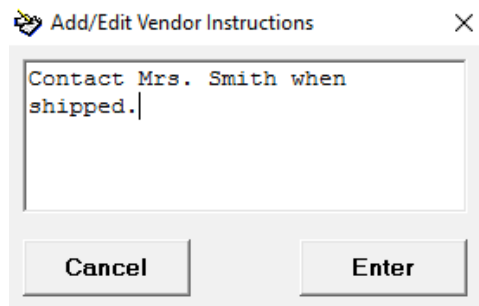 Add/Edit Vendor Instructions
Contact Mrs. Smith when
shipped.
Cancel
Enter